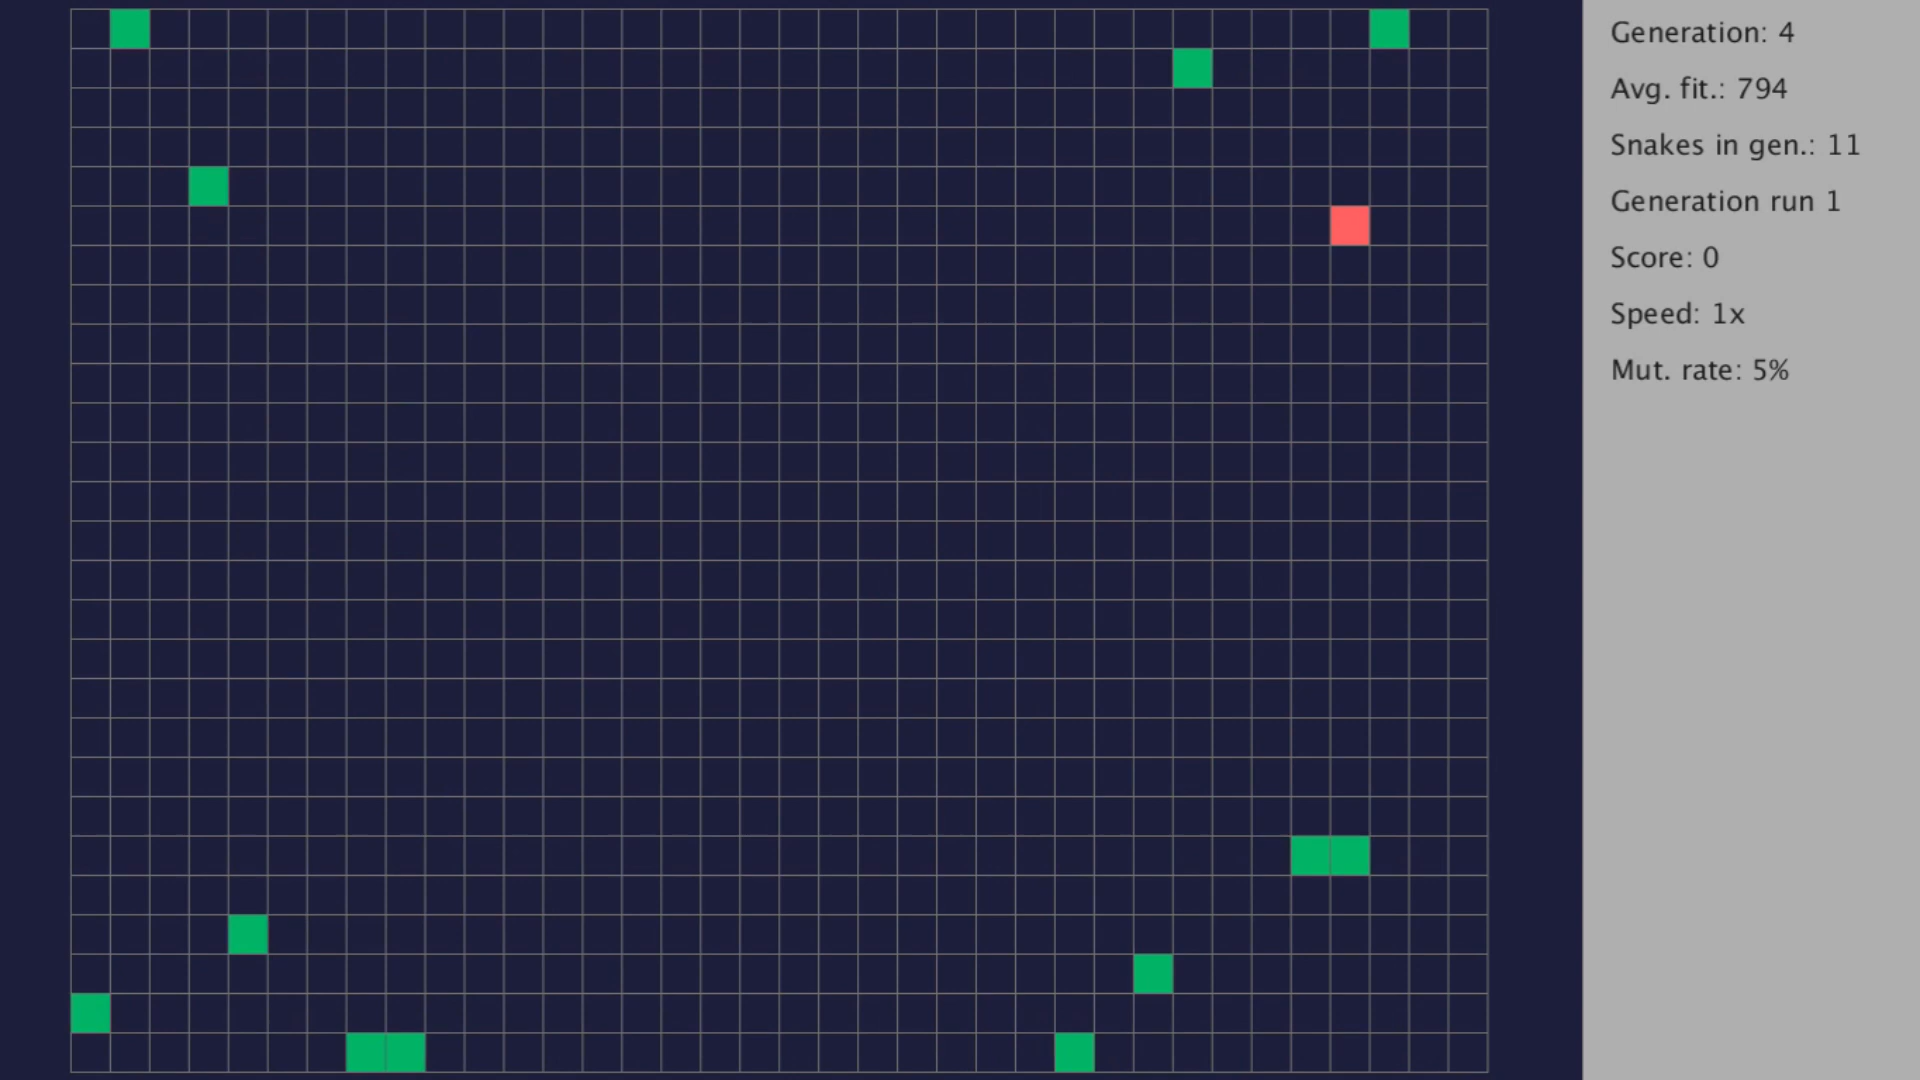 Generation: 4
Avg. fit.: 794
Snakes in gen.: 11
Generation run 1
Score: 0
Speed: 1x
Mut. rate: 5%